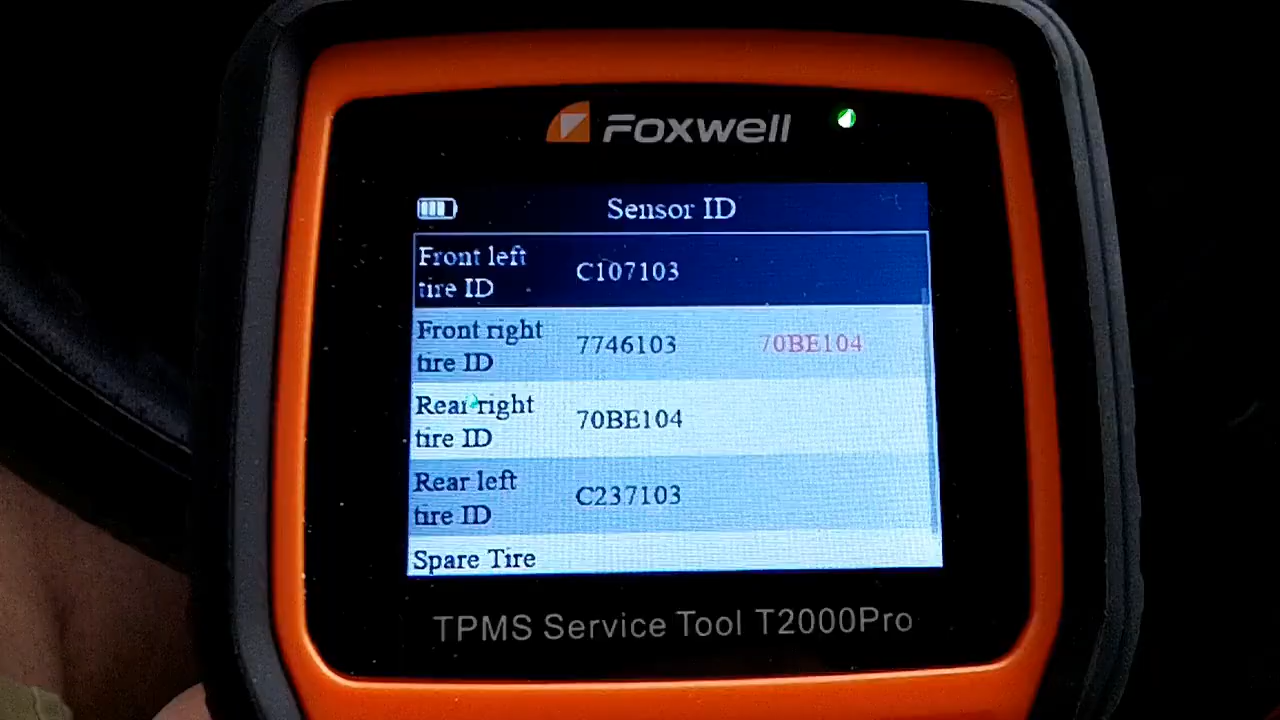 FOXWELL
Sensor ID
Front left
tire ID
C107103
Front right
tire ID
7746103
70BE104
Rear right
tire ID
70BE104
Rear left
tire ID
C237103
Spare Tire
TPMS Service Tool T2000Pro